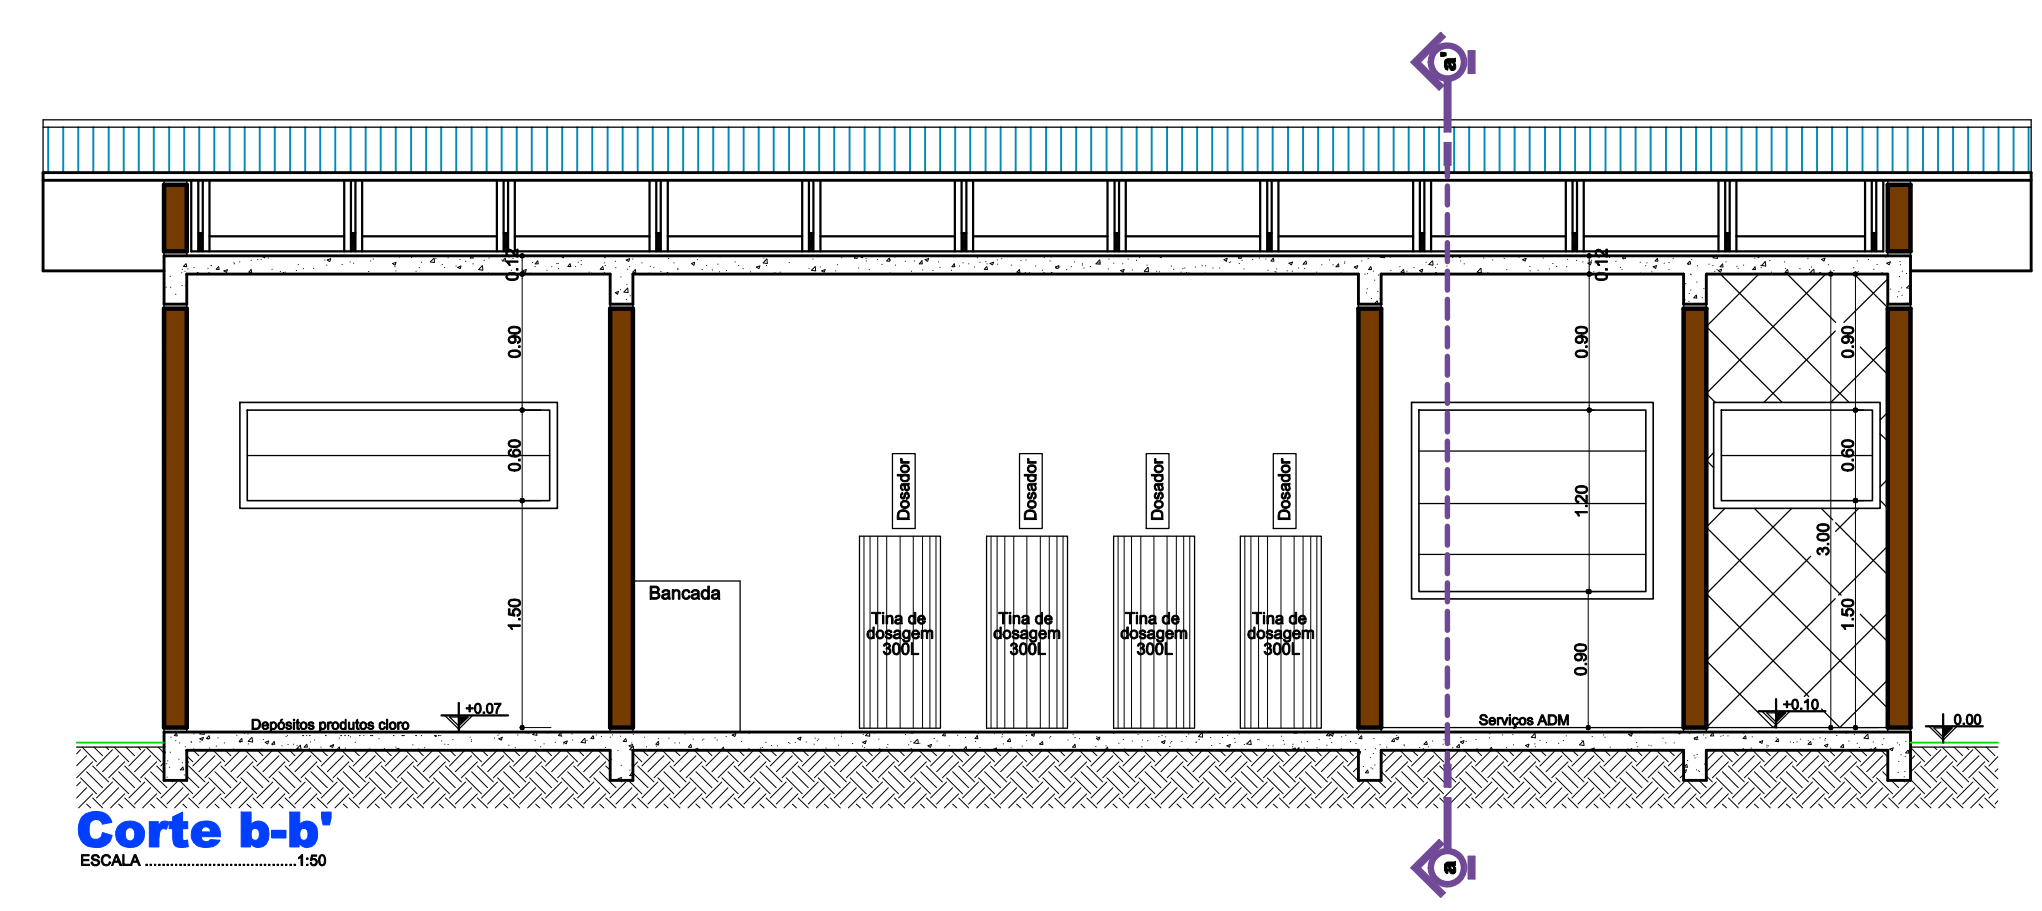 a'
0.12
0.12
0.90
0.90
0.90
0.60
0.60
Dosador
Dosador
Dosador
Dosador
1.20
3.00
Bancada
1.50
1.50
Tina de
dosagem
300L
Tina de
dosagem
300L
Tina de
dosagem
300L
Tina de
dosagem
300L
0.90
+0.07
+0.10
Depósitos produtos cloro
Serviços ADM
0.00
Corte b-b'
ESCALA ....................................1:50
a